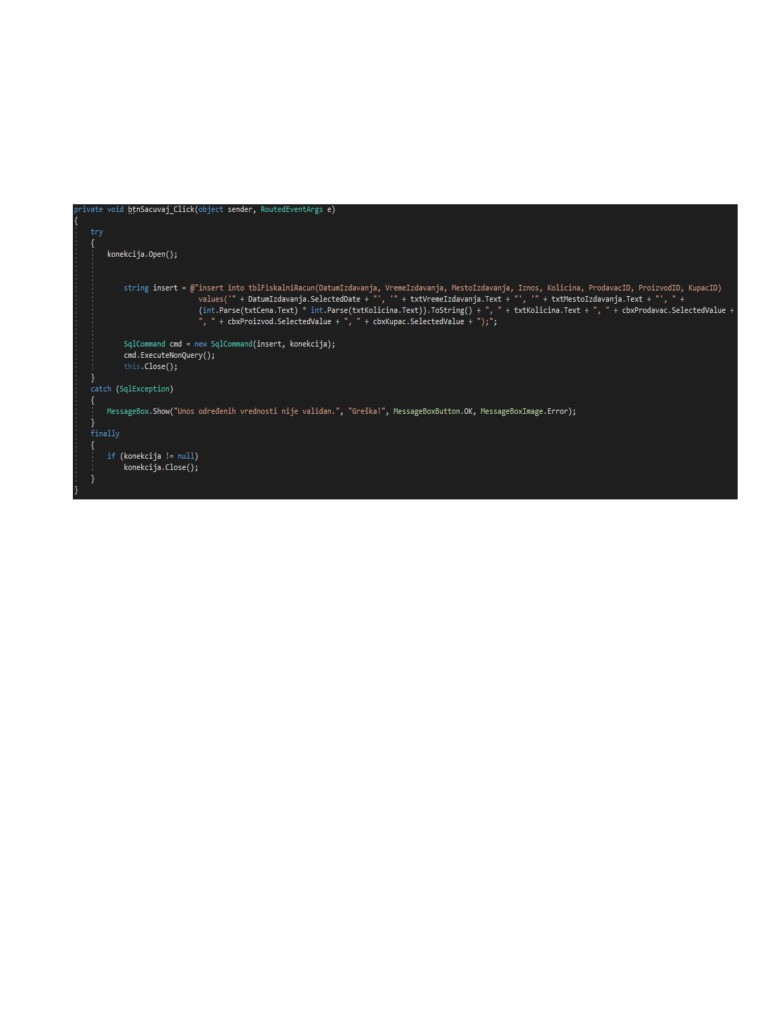 private void btnSacuvaj_Click(object sender, RoutedEventArgs e)
{
try
{
konekcija.Open();
string insert = @"insert into tblFiskalniRacun(DatumIzdavanja, VremeIzdavanja, MestoIzdavanja, Iznos, Kolicina, ProdavacID, ProizvodID, KupacID)
values('" + DatumIzdavanja.SelectedDate + "', '" + txtVremeIzdavanja.Text + "', '" + txtMestoIzdavanja.Text + "', " +
(int.Parse(txtCena.Text) * int.Parse(txtKolicina.Text)).ToString() + ", " + txtKolicina.Text + ", " + cbxProdavac.SelectedValue +
", " + cbxProizvod.SelectedValue + ", " + cbxKupac.SelectedValue + ");";
SqlCommand cmd = new SqlCommand(insert, konekcija);
cmd.ExecuteNonQuery();
this.Close();
}
catch (SqlException)
{
MessageBox.Show("Unos određenih vrednosti nije validan.", "Greška!", MessageBoxButton.OK, MessageBoxImage.Error);
}
finally
{
if (konekcija != null)
konekcija.Close();
}
}